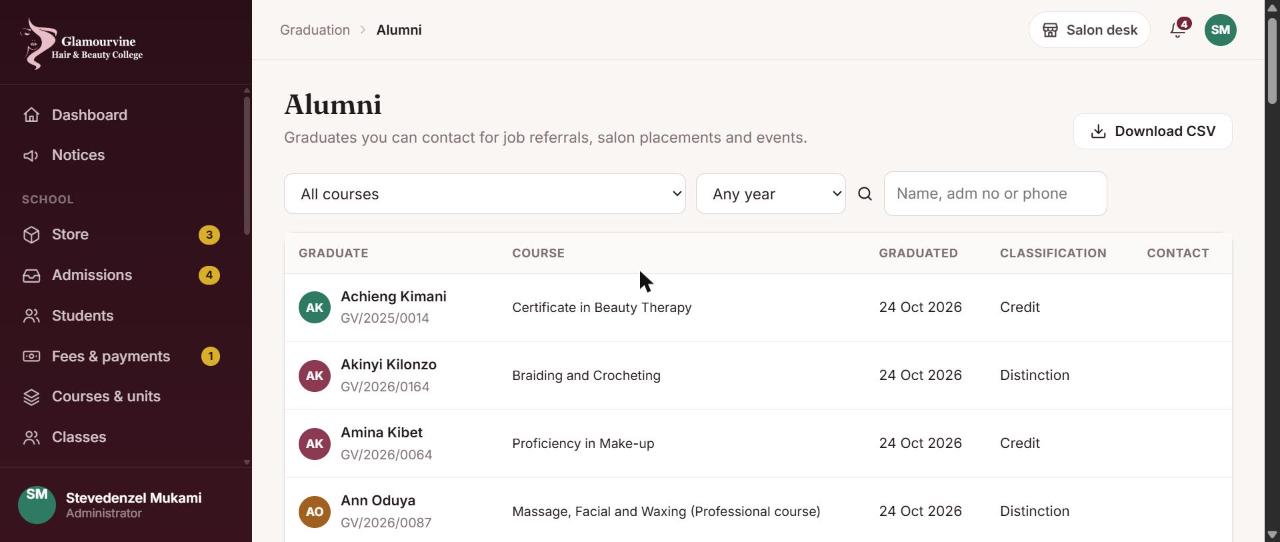 Glamourvine
Hair & Beauty College
Dashboard
Notices
SCHOOL
Store 3
Admissions 4
Students
Fees & payments 1
Courses & units
Classes
SM
Stevedenzel Mukami
Administrator
Graduation > Alumni
Salon desk
4
SM
Alumni
Graduates you can contact for job referrals, salon placements and events.
Download CSV
All courses
Any year
Name, adm no or phone
GRADUATE COURSE GRADUATED CLASSIFICATION CONTACT
AK Achieng Kimani Certificate in Beauty Therapy 24 Oct 2026 Credit
GV/2025/0014
AK Akinyi Kilonzo Braiding and Crocheting 24 Oct 2026 Distinction
GV/2026/0164
AK Amina Kibet Proficiency in Make-up 24 Oct 2026 Credit
GV/2026/0064
AO Ann Oduya Massage, Facial and Waxing (Professional course) 24 Oct 2026 Distinction
GV/2026/0087